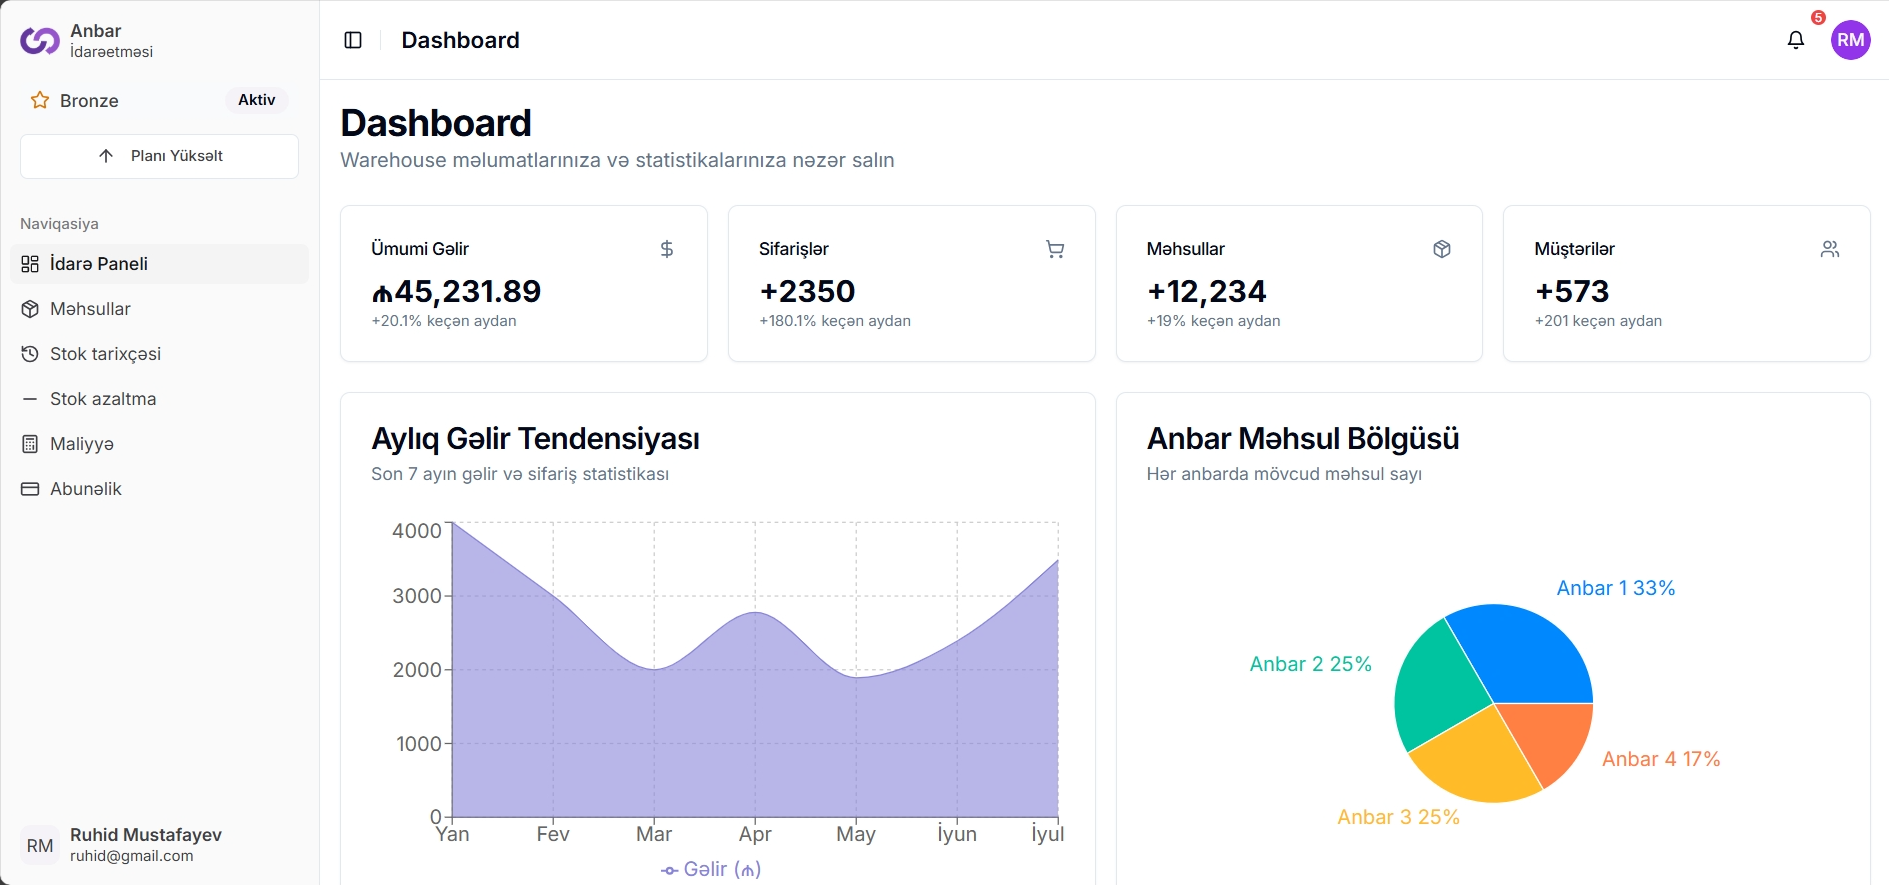 Anbar
İdarəetməsi
Bronze
Aktiv
Planı Yüksəlt
Naviqasiya
İdarə Paneli
Məhsullar
Stok tarixçəsi
Stok azaltma
Maliyyə
Abunəlik
RM
Ruhid Mustafayev
ruhid@gmail.com
Dashboard
5
RM
Dashboard
Warehouse məlumatlarınıza və statistikalarınıza nəzər salın
Ümumi Gəlir
₼45,231.89
+20.1% keçən aydan
Sifarişlər
+2350
+180.1% keçən aydan
Məhsullar
+12,234
+19% keçən aydan
Müştərilər
+573
+201 keçən aydan
Aylıq Gəlir Tendensiyası
Son 7 ayın gəlir və sifariş statistikası
4000
3000
2000
1000
0
Yan Fev Mar Apr May İyun İyul
Gəlir (₼)
Anbar Məhsul Bölgüsü
Hər anbarda mövcud məhsul sayı
Anbar 1 33%
Anbar 2 25%
Anbar 4 17%
Anbar 3 25%